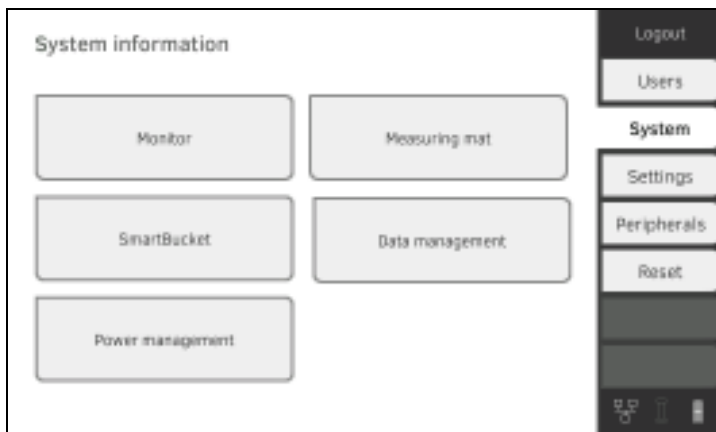 System information
Monitor
Measuring mat
SmartBucket
Data management
Power management
Logout
Users
System
Settings
Peripherals
Reset